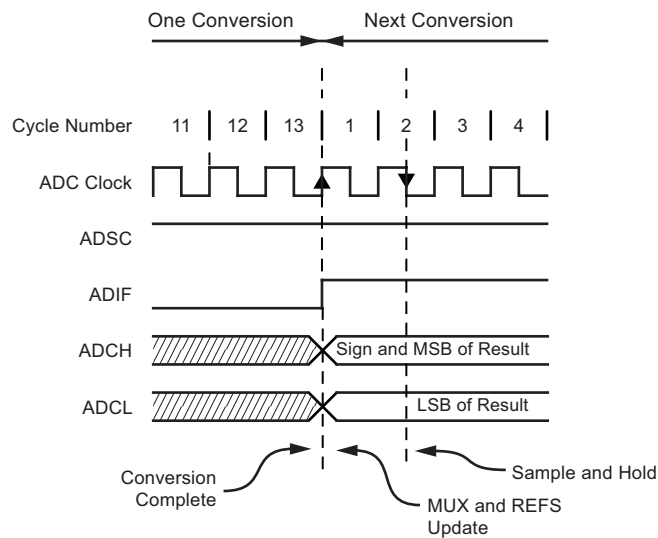 One Conversion
Next Conversion
Cycle Number
11
12
13
1
2
3
4
ADC Clock
ADSC
ADIF
ADCH
Sign and MSB of Result
ADCL
LSB of Result
Conversion
Complete
MUX and REFS
Update
Sample and Hold